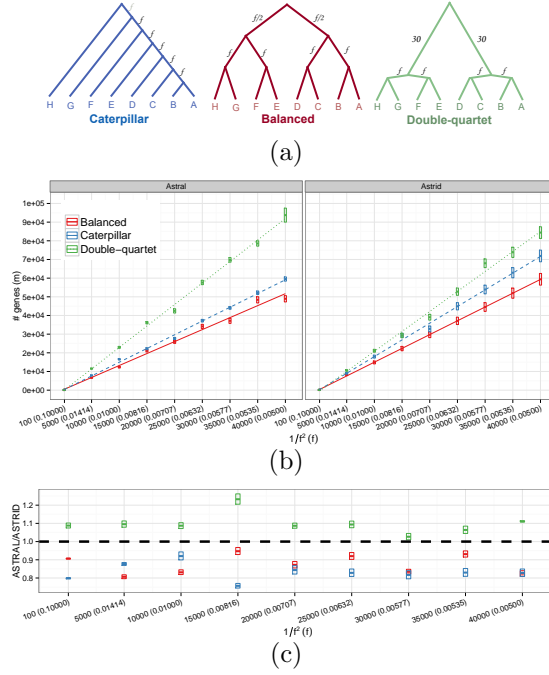 f f/2 30 30
f f f f f f f f f f
H G F E D C B A H G F E D C B A H G F E D C B A
Caterpillar Balanced Double-quartet
(a)
Astral Astrid
1e+05
9e+04
8e+04
7e+04
6e+04
5e+04
4e+04
3e+04
2e+04
1e+04
0e+00
# genes (m)
Balanced
Caterpillar
Double−quartet
100 (0.10000) 5000 (0.01414) 10000 (0.01000) 15000 (0.00816) 20000 (0.00707) 25000 (0.00632) 30000 (0.00577) 35000 (0.00535) 40000 (0.00500) 100 (0.10000) 5000 (0.01414) 10000 (0.01000) 15000 (0.00816) 20000 (0.00707) 25000 (0.00632) 30000 (0.00577) 35000 (0.00535) 40000 (0.00500)
1/f² (f)
(b)
ASTRAL/ASTRID
1.2
1.1
1.0
0.9
0.8
100 (0.10000) 5000 (0.01414) 10000 (0.01000) 15000 (0.00816) 20000 (0.00707) 25000 (0.00632) 30000 (0.00577) 35000 (0.00535) 40000 (0.00500)
1/f² (f)
(c)